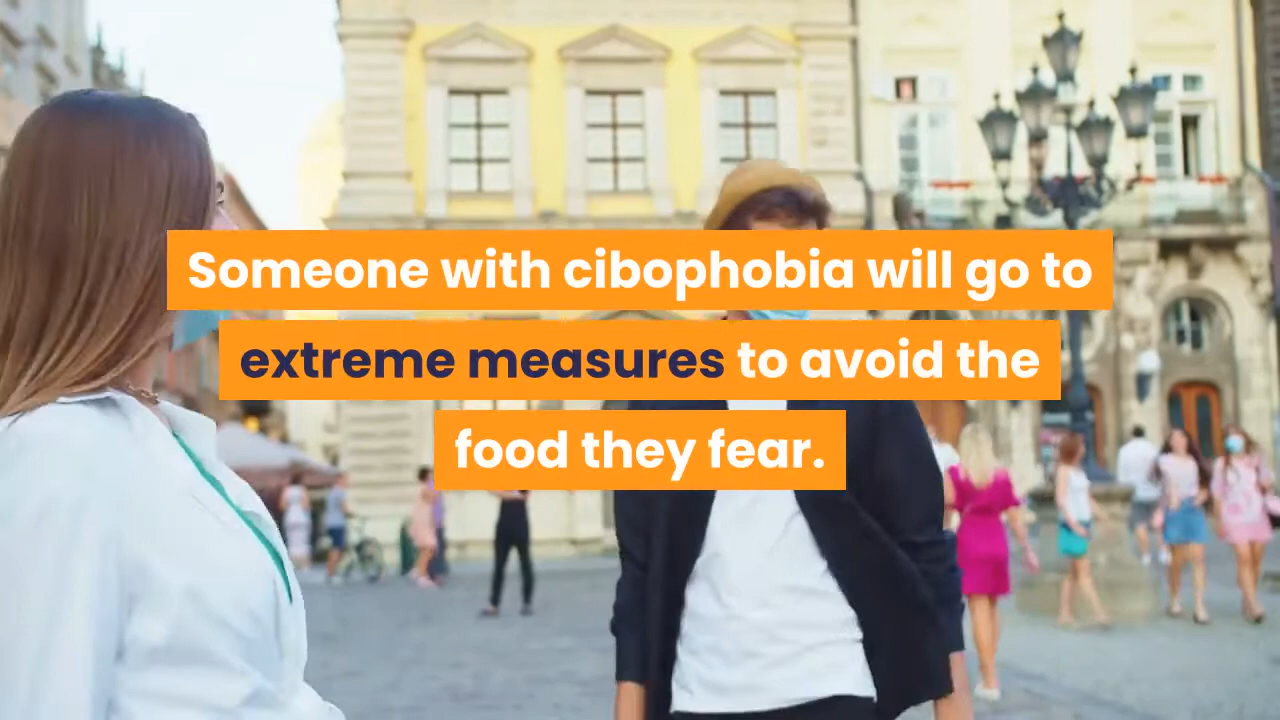 Someone with cibophobia will go to
extreme measures to avoid the
food they fear.